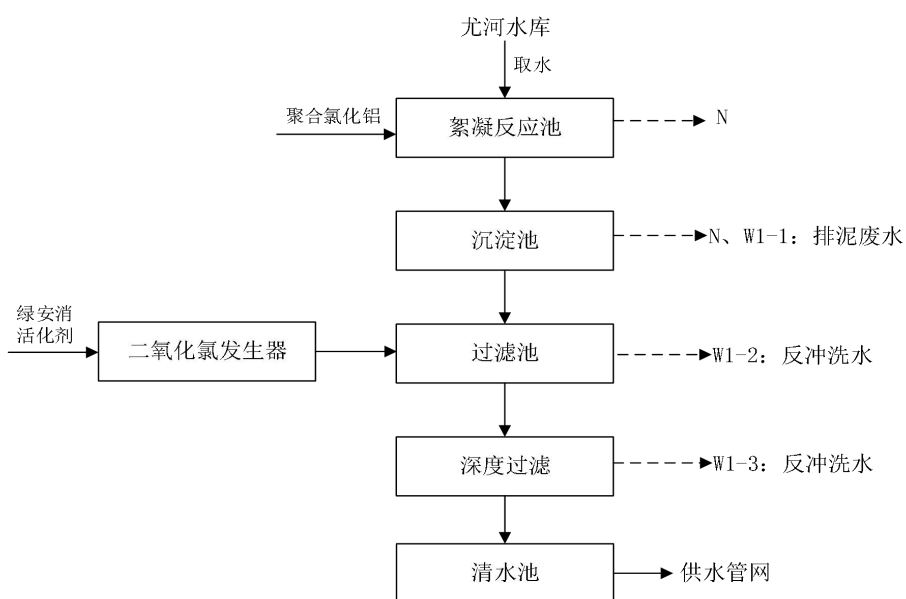 尤河水库
取水
聚合氯化铝
絮凝反应池
N
沉淀池
N、W1-1：排泥废水
绿安消
活化剂
二氧化氯发生器
过滤池
W1-2：反冲洗水
深度过滤
W1-3：反冲洗水
清水池
供水管网